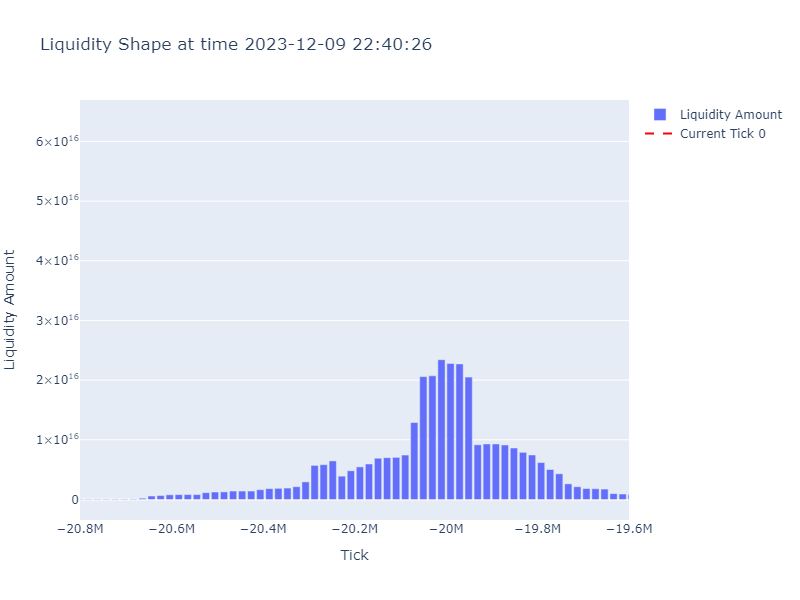 Liquidity Shape at time 2023-12-09 22:40:26
Liquidity Amount
Current Tick 0
6×10¹⁶
5×10¹⁶
4×10¹⁶
3×10¹⁶
2×10¹⁶
1×10¹⁶
0
Liquidity Amount
−20.8M −20.6M −20.4M −20.2M −20M −19.8M −19.6M
Tick